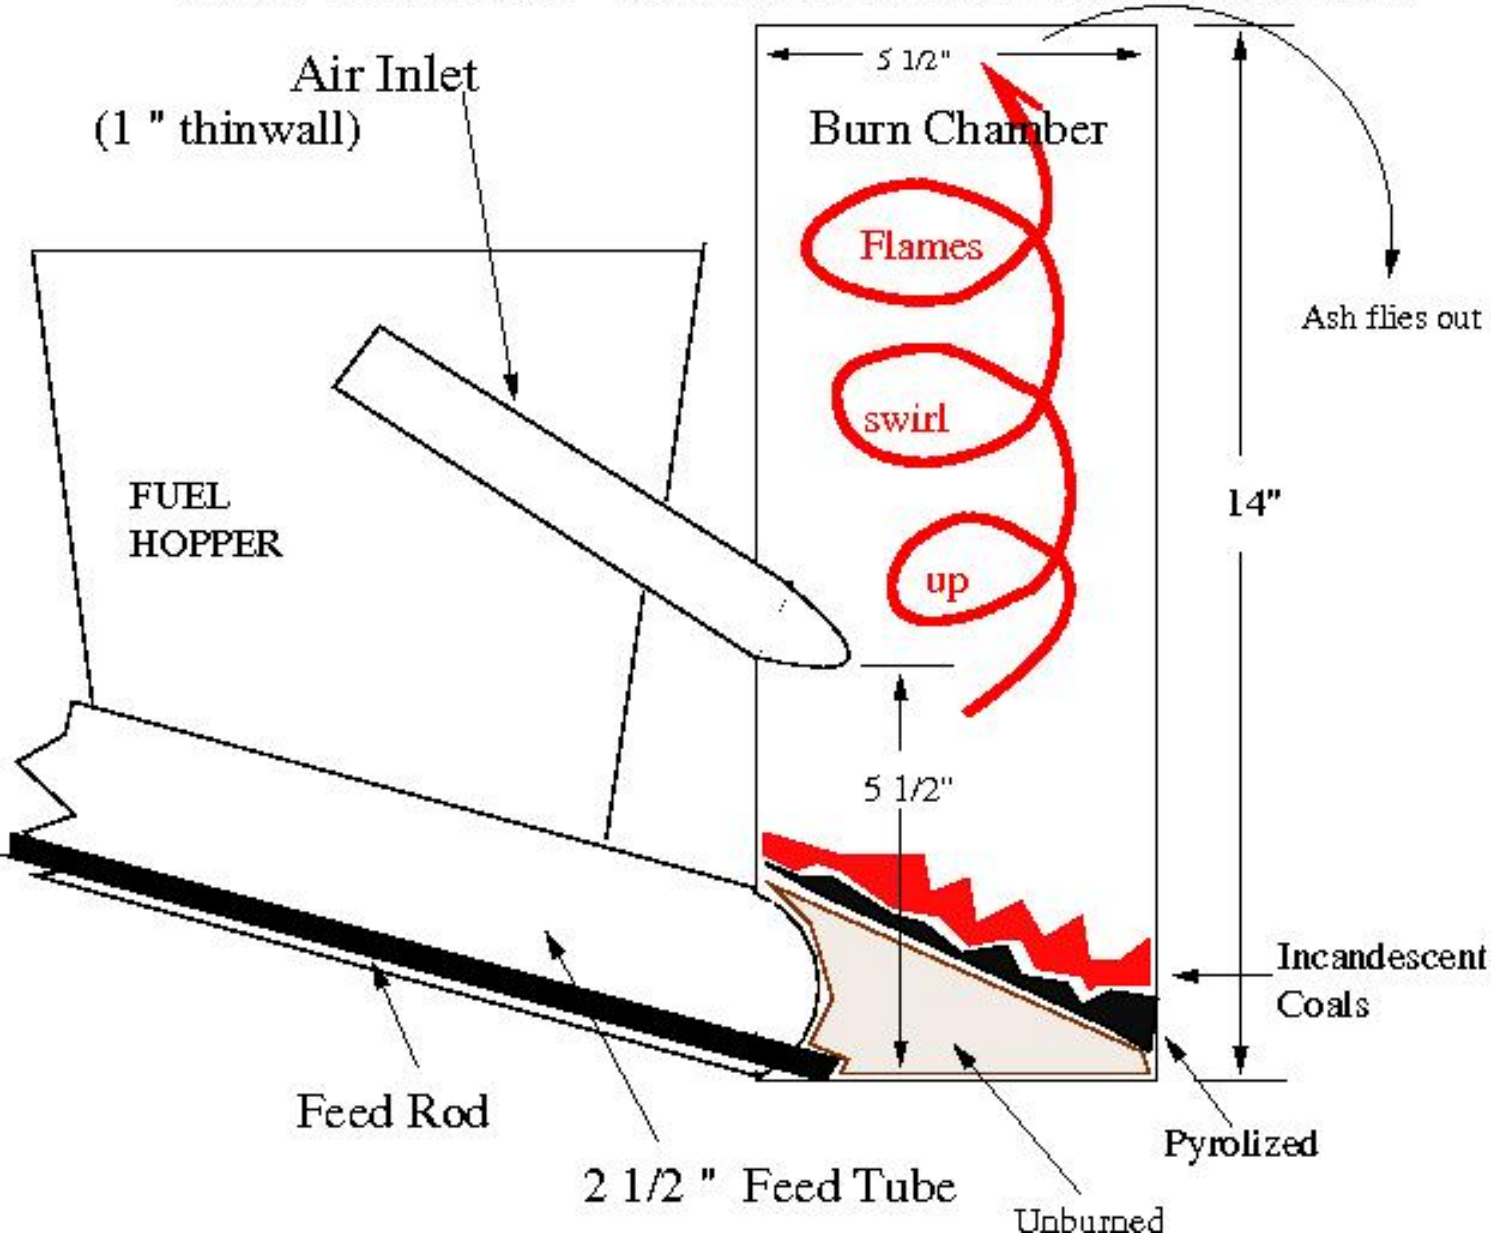 5 1/2"
Air Inlet
(1 " thinwall)
Burn Chamber
Flames
Ash flies out
swirl
FUEL
HOPPER
14"
up
5 1/2"
Incandescent
Coals
Feed Rod
Pyrolized
2 1/2 " Feed Tube
Unburned